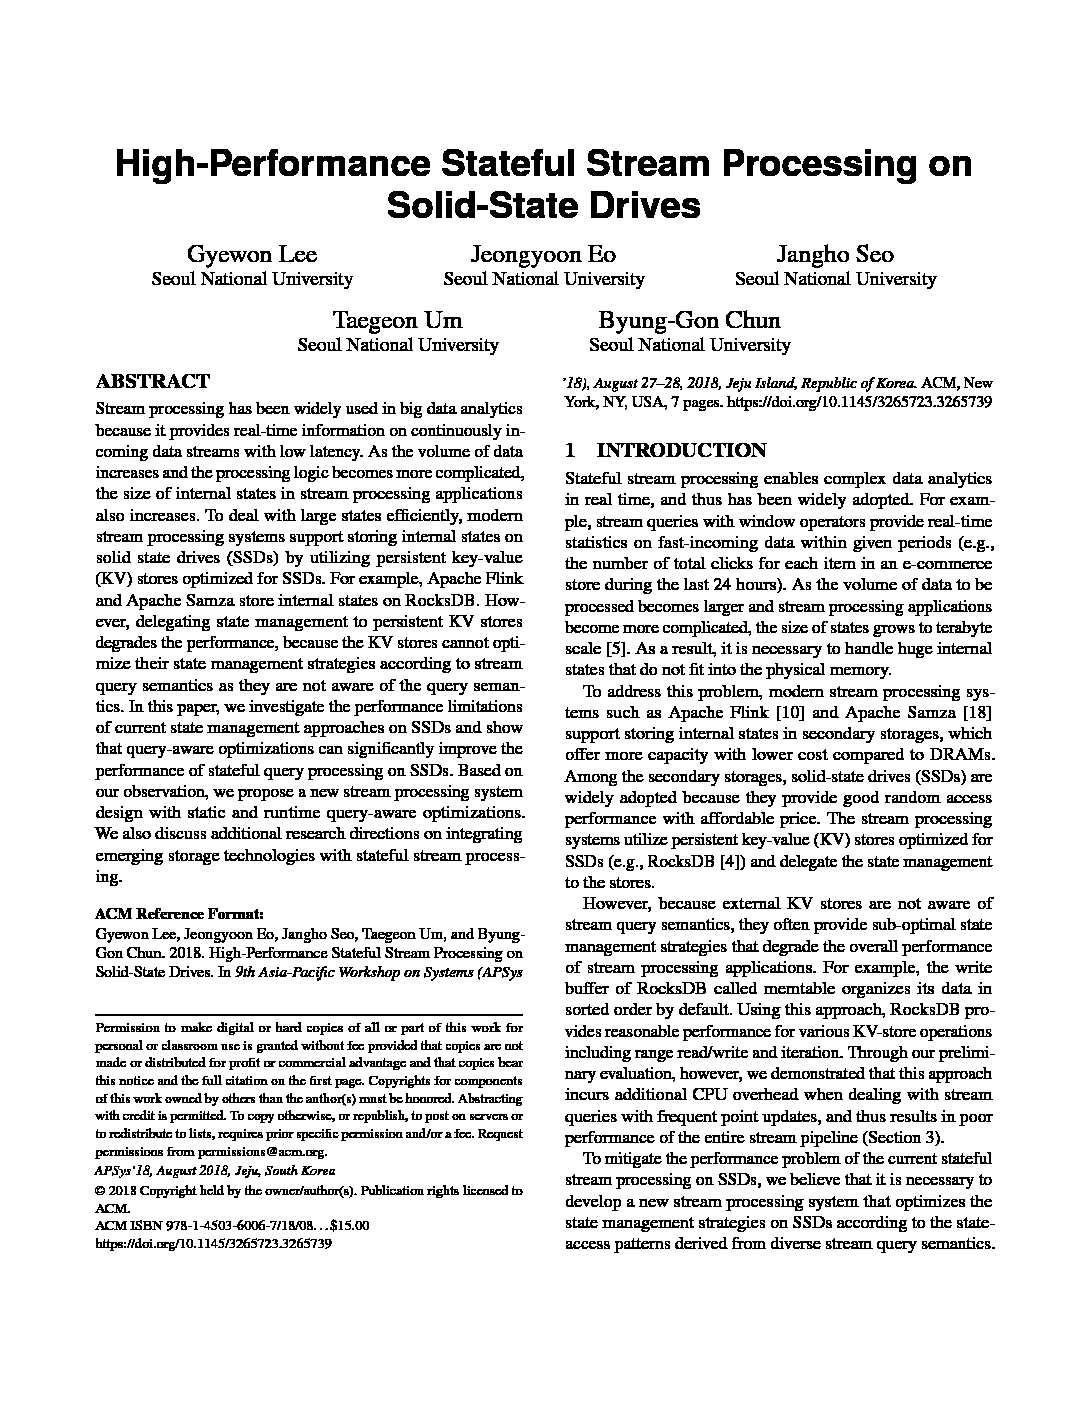 High-Performance Stateful Stream Processing on
Solid-State Drives
Gyewon Lee
Seoul National University
Jeongyoon Eo
Seoul National University
Jangho Seo
Seoul National University
Taegeon Um
Seoul National University
Byung-Gon Chun
Seoul National University
ABSTRACT
Stream processing has been widely used in big data analytics
because it provides real-time information on continuously in-
coming data streams with low latency. As the volume of data
increases and the processing logic becomes more complicated,
the size of internal states in stream processing applications
also increases. To deal with large states efficiently, modern
stream processing systems support storing internal states on
solid state drives (SSDs) by utilizing persistent key-value
(KV) stores optimized for SSDs. For example, Apache Flink
and Apache Samza store internal states on RocksDB. How-
ever, delegating state management to persistent KV stores
degrades the performance, because the KV stores cannot opti-
mize their state management strategies according to stream
query semantics as they are not aware of the query seman-
tics. In this paper, we investigate the performance limitations
of current state management approaches on SSDs and show
that query-aware optimizations can significantly improve the
performance of stateful query processing on SSDs. Based on
our observation, we propose a new stream processing system
design with static and runtime query-aware optimizations.
We also discuss additional research directions on integrating
emerging storage technologies with stateful stream process-
ing.
ACM Reference Format:
Gyewon Lee, Jeongyoon Eo, Jangho Seo, Taegeon Um, and Byung-
Gon Chun. 2018. High-Performance Stateful Stream Processing on
Solid-State Drives. In 9th Asia-Pacific Workshop on Systems (APSys
Permission to make digital or hard copies of all or part of this work for
personal or classroom use is granted without fee provided that copies are not
made or distributed for profit or commercial advantage and that copies bear
this notice and the full citation on the first page. Copyrights for components
of this work owned by others than the author(s) must be honored. Abstracting
with credit is permitted. To copy otherwise, or republish, to post on servers or
to redistribute to lists, requires prior specific permission and/or a fee. Request
permissions from permissions@acm.org.
APSys'18, August 2018, Jeju, South Korea
© 2018 Copyright held by the owner/author(s). Publication rights licensed to
ACM.
ACM ISBN 978-1-4503-6006-7/18/08...$15.00
https://doi.org/10.1145/3265723.3265739
'18), August 27–28, 2018, Jeju Island, Republic of Korea. ACM, New
York, NY, USA, 7 pages. https://doi.org/10.1145/3265723.3265739
1 INTRODUCTION
Stateful stream processing enables complex data analytics
in real time, and thus has been widely adopted. For exam-
ple, stream queries with window operators provide real-time
statistics on fast-incoming data within given periods (e.g.,
the number of total clicks for each item in an e-commerce
store during the last 24 hours). As the volume of data to be
processed becomes larger and stream processing applications
become more complicated, the size of states grows to terabyte
scale [5]. As a result, it is necessary to handle huge internal
states that do not fit into the physical memory.
To address this problem, modern stream processing sys-
tems such as Apache Flink [10] and Apache Samza [18]
support storing internal states in secondary storages, which
offer more capacity with lower cost compared to DRAMs.
Among the secondary storages, solid-state drives (SSDs) are
widely adopted because they provide good random access
performance with affordable price. The stream processing
systems utilize persistent key-value (KV) stores optimized for
SSDs (e.g., RocksDB [4]) and delegate the state management
to the stores.
However, because external KV stores are not aware of
stream query semantics, they often provide sub-optimal state
management strategies that degrade the overall performance
of stream processing applications. For example, the write
buffer of RocksDB called memtable organizes its data in
sorted order by default. Using this approach, RocksDB pro-
vides reasonable performance for various KV-store operations
including range read/write and iteration. Through our prelimi-
nary evaluation, however, we demonstrated that this approach
incurs additional CPU overhead when dealing with stream
queries with frequent point updates, and thus results in poor
performance of the entire stream pipeline (Section 3).
To mitigate the performance problem of the current stateful
stream processing on SSDs, we believe that it is necessary to
develop a new stream processing system that optimizes the
state management strategies on SSDs according to the state-
access patterns derived from diverse stream query semantics.